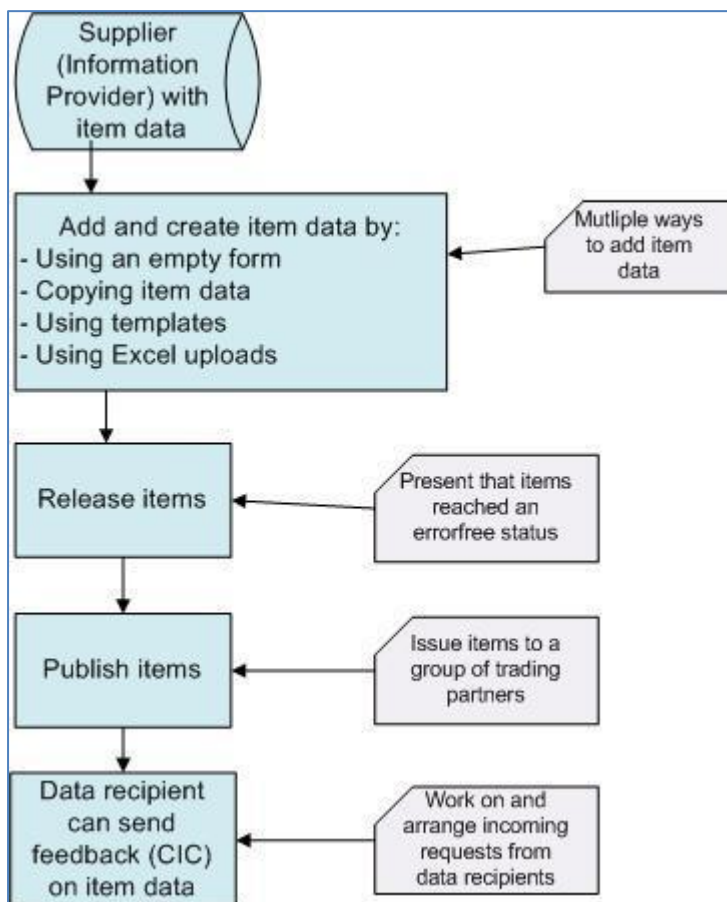 Supplier
(Information
Provider) with
item data
Add and create item data by:
- Using an empty form
- Copying item data
- Using templates
- Using Excel uploads
Mutliple ways
to add item
data
Release items
Present that items
reached an
errorfree status
Publish items
Issue items to a
group of trading
partners
Data recipient
can send
feedback (CIC)
on item data
Work on and
arrange incoming
requests from
data recipients